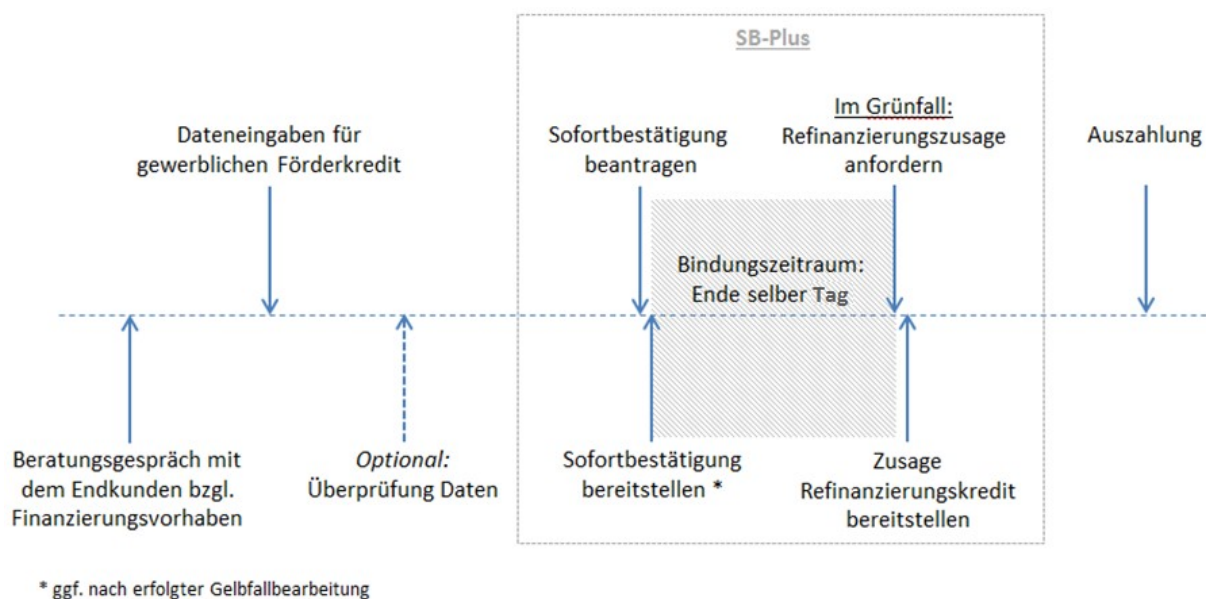 SB-Plus
Dateneingaben für
gewerblichen Förderkredit
Sofortbestätigung
beantragen
Im Grünfall:
Refinanzierungszusage
anfordern
Auszahlung
Bindungszeitraum:
Ende selber Tag
Beratungsgespräch mit
dem Endkunden bzgl.
Finanzierungsvorhaben
Optional:
Überprüfung Daten
Sofortbestätigung
bereitstellen *
Zusage
Refinanzierungskredit
bereitstellen
* ggf. nach erfolgter Gelbfallbearbeitung